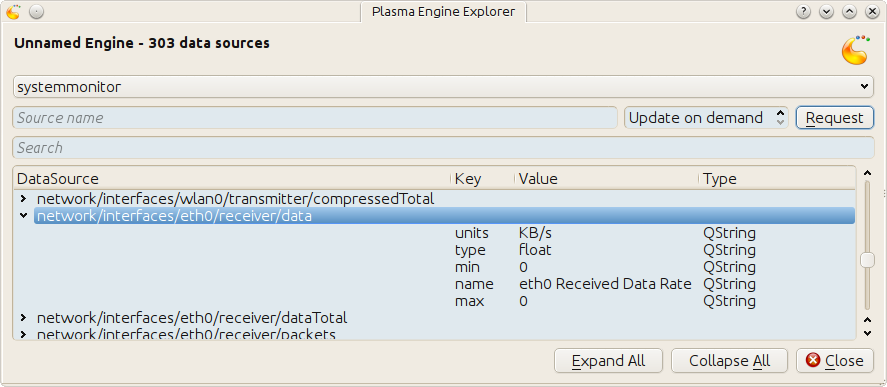 Plasma Engine Explorer
Unnamed Engine - 303 data sources
systemmonitor
Source name Update on demand Request
Search
DataSource Key Value Type
network/interfaces/wlan0/transmitter/compressedTotal
network/interfaces/eth0/receiver/data
units KB/s QString
type float QString
min 0 QString
name eth0 Received Data Rate QString
max 0 QString
network/interfaces/eth0/receiver/dataTotal
network/interfaces/eth0/receiver/packets
Expand All Collapse All Close